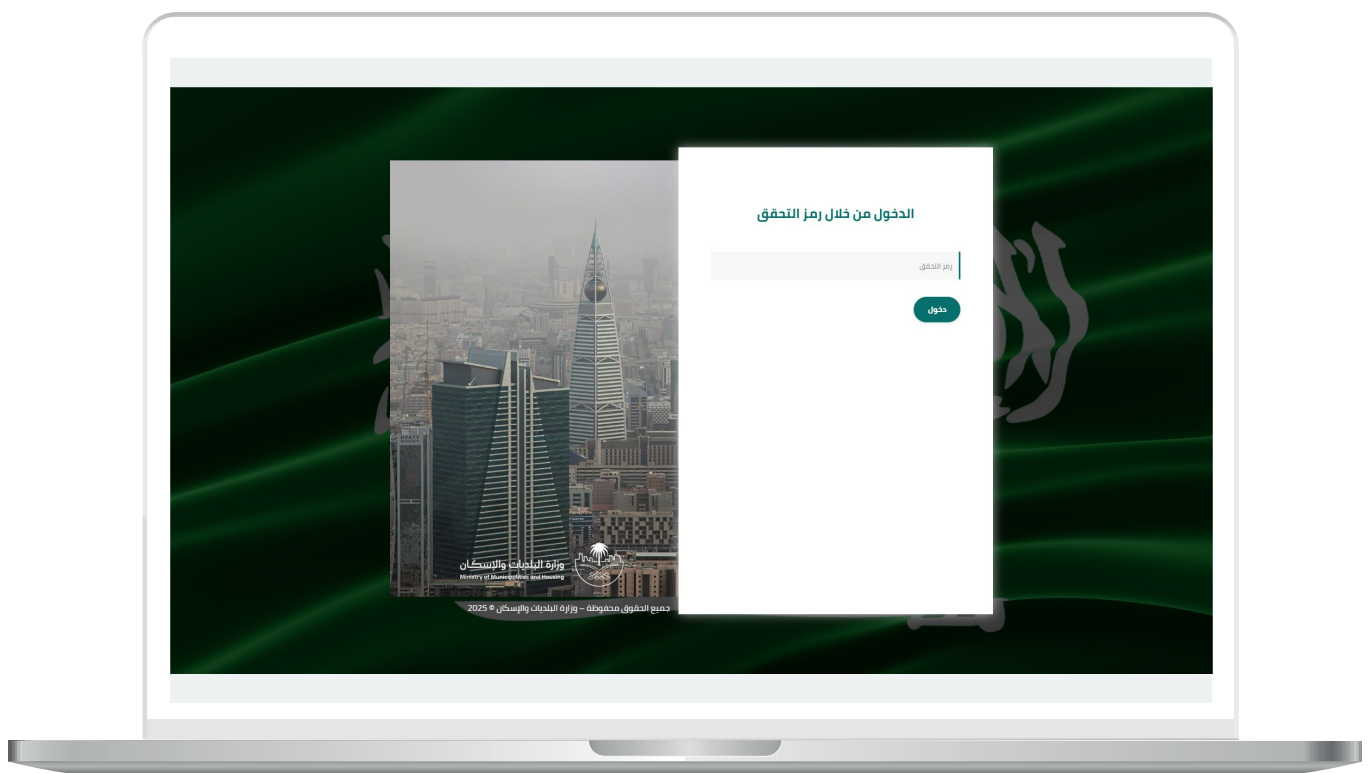 الدخول من خلال رمز التحقق
رمز التحقق
دخول
وزارة البلديات والإسكان
Ministry of Municipalities and Housing
جميع الحقوق محفوظة – وزارة البلديات والإسكان © 2025
HYATT